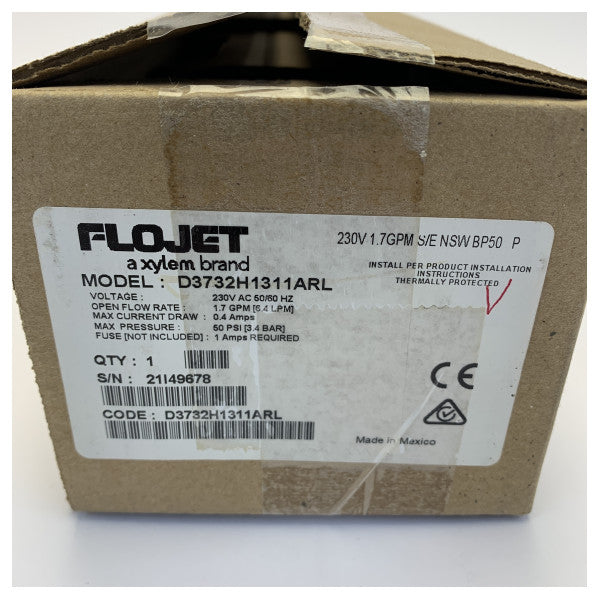 FLOJET
a xylem brand
230V 1.7GPM S/E NSW BP50 P
INSTALL PER PRODUCT INSTALLATION
INSTRUCTIONS
THERMALLY PROTECTED
MODEL : D3732H1311ARL
VOLTAGE : 230V AC 50/60 HZ
OPEN FLOW RATE : 1.7 GPM [6.4 LPM]
MAX CURRENT DRAW : 0.4 Amps
MAX PRESSURE : 50 PSI [3.4 BAR]
FUSE [NOT INCLUDED] : 1 Amps REQUIRED
QTY : 1
S/N : 21I49678
CE
CODE : D3732H1311ARL
Made in Mexico